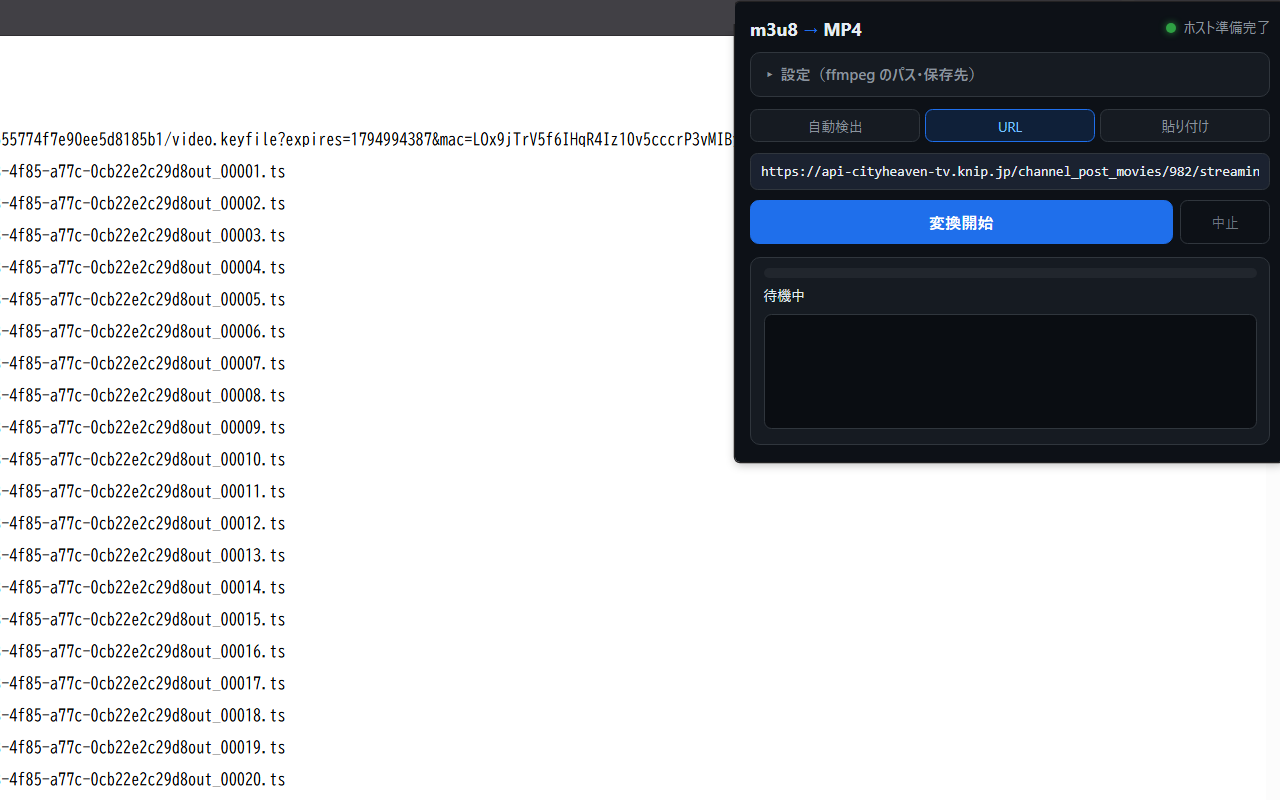 m3u8 → MP4
ホスト準備完了
▸ 設定（ffmpeg のパス・保存先）
自動検出
URL
貼り付け
https://api-cityheaven-tv.knip.jp/channel_post_movies/982/streamin
変換開始
中止
待機中
55774f7e90ee5d8185b1/video.keyfile?expires=1794994387&mac=LOx9jTrV5f6IHqR4Iz1Ov5cccrP3vMIB
-4f85-a77c-0cb22e2c29d8out_00001.ts
-4f85-a77c-0cb22e2c29d8out_00002.ts
-4f85-a77c-0cb22e2c29d8out_00003.ts
-4f85-a77c-0cb22e2c29d8out_00004.ts
-4f85-a77c-0cb22e2c29d8out_00005.ts
-4f85-a77c-0cb22e2c29d8out_00006.ts
-4f85-a77c-0cb22e2c29d8out_00007.ts
-4f85-a77c-0cb22e2c29d8out_00008.ts
-4f85-a77c-0cb22e2c29d8out_00009.ts
-4f85-a77c-0cb22e2c29d8out_00010.ts
-4f85-a77c-0cb22e2c29d8out_00011.ts
-4f85-a77c-0cb22e2c29d8out_00012.ts
-4f85-a77c-0cb22e2c29d8out_00013.ts
-4f85-a77c-0cb22e2c29d8out_00014.ts
-4f85-a77c-0cb22e2c29d8out_00015.ts
-4f85-a77c-0cb22e2c29d8out_00016.ts
-4f85-a77c-0cb22e2c29d8out_00017.ts
-4f85-a77c-0cb22e2c29d8out_00018.ts
-4f85-a77c-0cb22e2c29d8out_00019.ts
-4f85-a77c-0cb22e2c29d8out_00020.ts